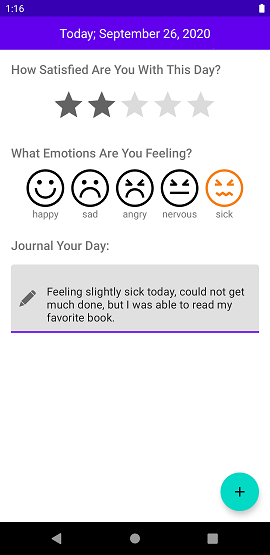 1:16
Today; September 26, 2020
How Satisfied Are You With This Day?
What Emotions Are You Feeling?
happy sad angry nervous sick
Journal Your Day:
Feeling slightly sick today, could not get
much done, but I was able to read my
favorite book.
+